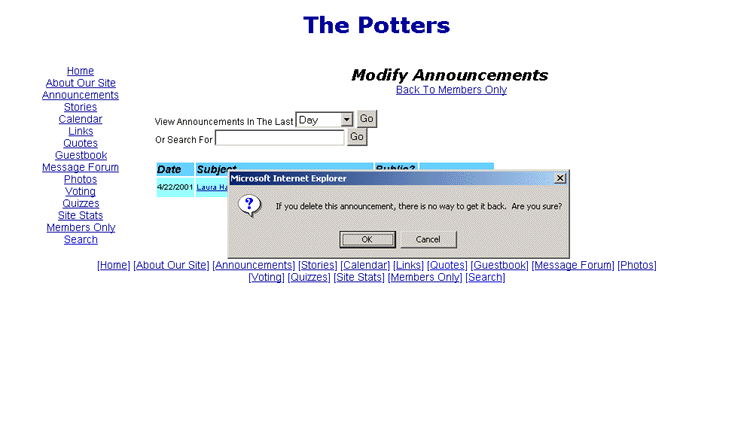 The Potters
Home
About Our Site
Announcements
Stories
Calendar
Links
Quotes
Guestbook
Message Forum
Photos
Voting
Quizzes
Site Stats
Members Only
Search
Modify Announcements
Back To Members Only
View Announcements In The Last Day Go
Or Search For Go
Date Subject Public?
4/22/2001 Laura
Microsoft Internet Explorer
If you delete this announcement, there is no way to get it back. Are you sure?
OK Cancel
[Home] [About Our Site] [Announcements] [Stories] [Calendar] [Links] [Quotes] [Guestbook] [Message Forum] [Photos]
[Voting] [Quizzes] [Site Stats] [Members Only] [Search]